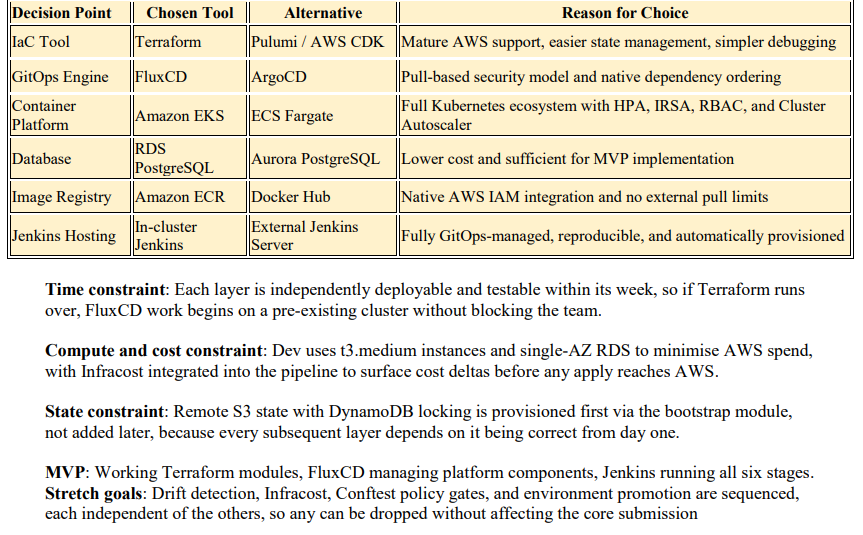 Decision Point Chosen Tool Alternative Reason for Choice
IaC Tool Terraform Pulumi / AWS CDK Mature AWS support, easier state management, simpler debugging
GitOps Engine FluxCD ArgoCD Pull-based security model and native dependency ordering
Container Platform Amazon EKS ECS Fargate Full Kubernetes ecosystem with HPA, IRSA, RBAC, and Cluster Autoscaler
Database RDS PostgreSQL Aurora PostgreSQL Lower cost and sufficient for MVP implementation
Image Registry Amazon ECR Docker Hub Native AWS IAM integration and no external pull limits
Jenkins Hosting In-cluster Jenkins External Jenkins Server Fully GitOps-managed, reproducible, and automatically provisioned
Time constraint: Each layer is independently deployable and testable within its week, so if Terraform runs
over, FluxCD work begins on a pre-existing cluster without blocking the team.
Compute and cost constraint: Dev uses t3.medium instances and single-AZ RDS to minimise AWS spend,
with Infracost integrated into the pipeline to surface cost deltas before any apply reaches AWS.
State constraint: Remote S3 state with DynamoDB locking is provisioned first via the bootstrap module,
not added later, because every subsequent layer depends on it being correct from day one.
MVP: Working Terraform modules, FluxCD managing platform components, Jenkins running all six stages.
Stretch goals: Drift detection, Infracost, Conftest policy gates, and environment promotion are sequenced,
each independent of the others, so any can be dropped without affecting the core submission